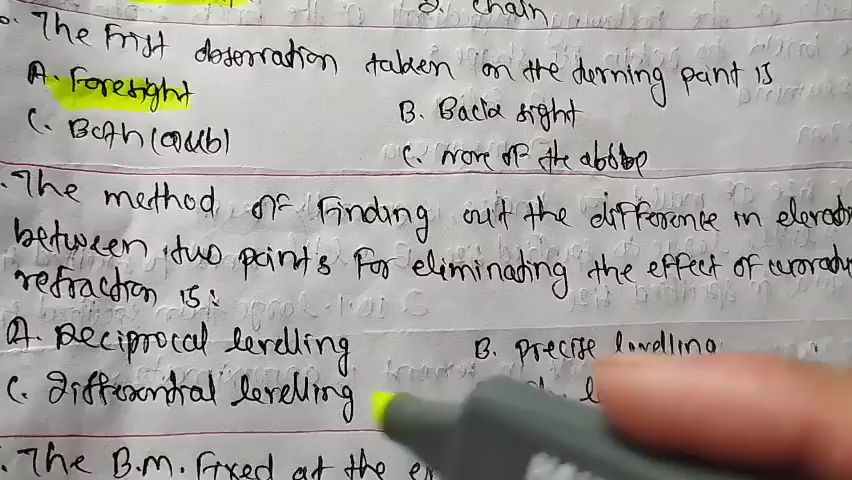 D. Chain
The First observation taken on the turning point is
A. Foresight
B. Back sight
C. Both (a&b)
C. none of the above
The method of Finding out the difference in
between two points for eliminating the effect of
refraction is:
A. Reciprocal levelling
B. precise levelling
C. Differential levelling
The B.M. Fixed at the